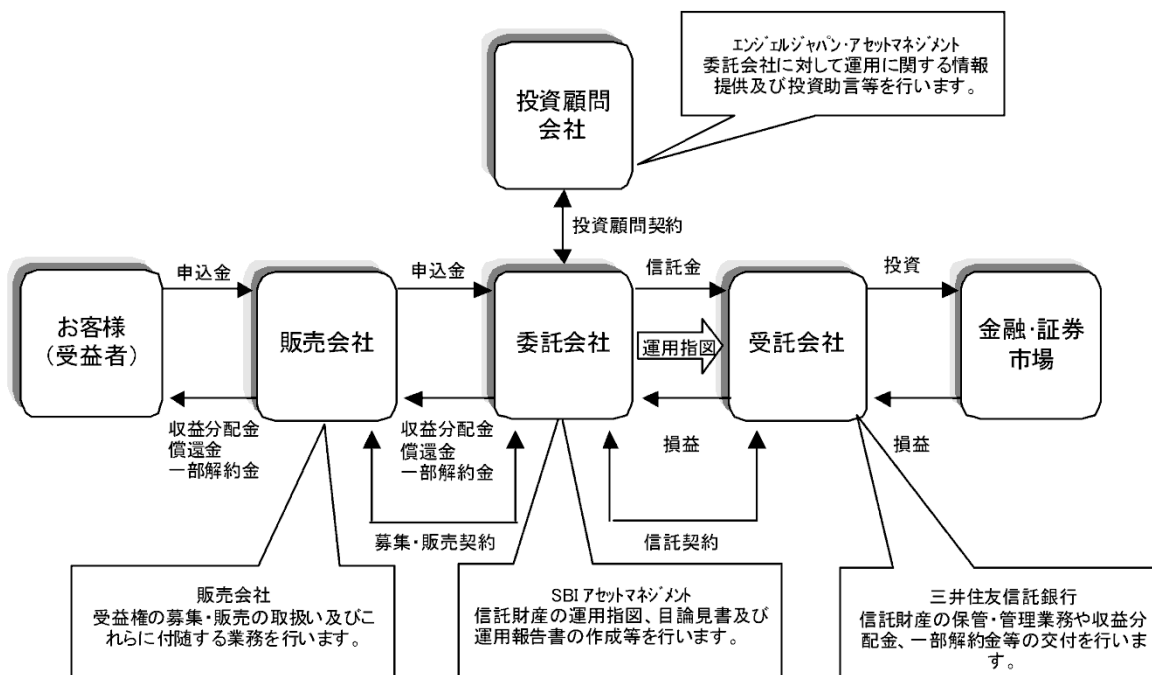 エンジェルジャパン・アセットマネジメント
委託会社に対して運用に関する情報
提供及び投資助言等を行います。
投資顧問
会社
投資顧問契約
申込金
申込金
信託金
投資
お客様
(受益者)
販売会社
委託会社
運用指図
受託会社
金融・証券
市場
収益分配金
償還金
一部解約金
収益分配金
償還金
一部解約金
損益
損益
募集・販売契約
信託契約
販売会社
受益権の募集・販売の取扱い及びこ
れらに付随する業務を行います。
SBIアセットマネジメント
信託財産の運用指図、目論見書及び
運用報告書の作成等を行います。
三井住友信託銀行
信託財産の保管・管理業務や収益分
配金、一部解約金等の交付を行いま
す。